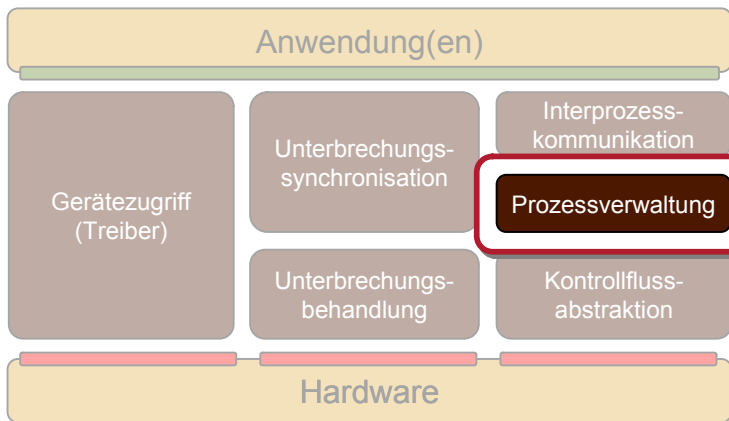 Anwendung(en)
Gerätezugriff
(Treiber)
Unterbrechungs-
synchronisation
Unterbrechungs-
behandlung
Interprozess-
kommunikation
Prozessverwaltung
Kontrollfluss-
abstraktion
Hardware